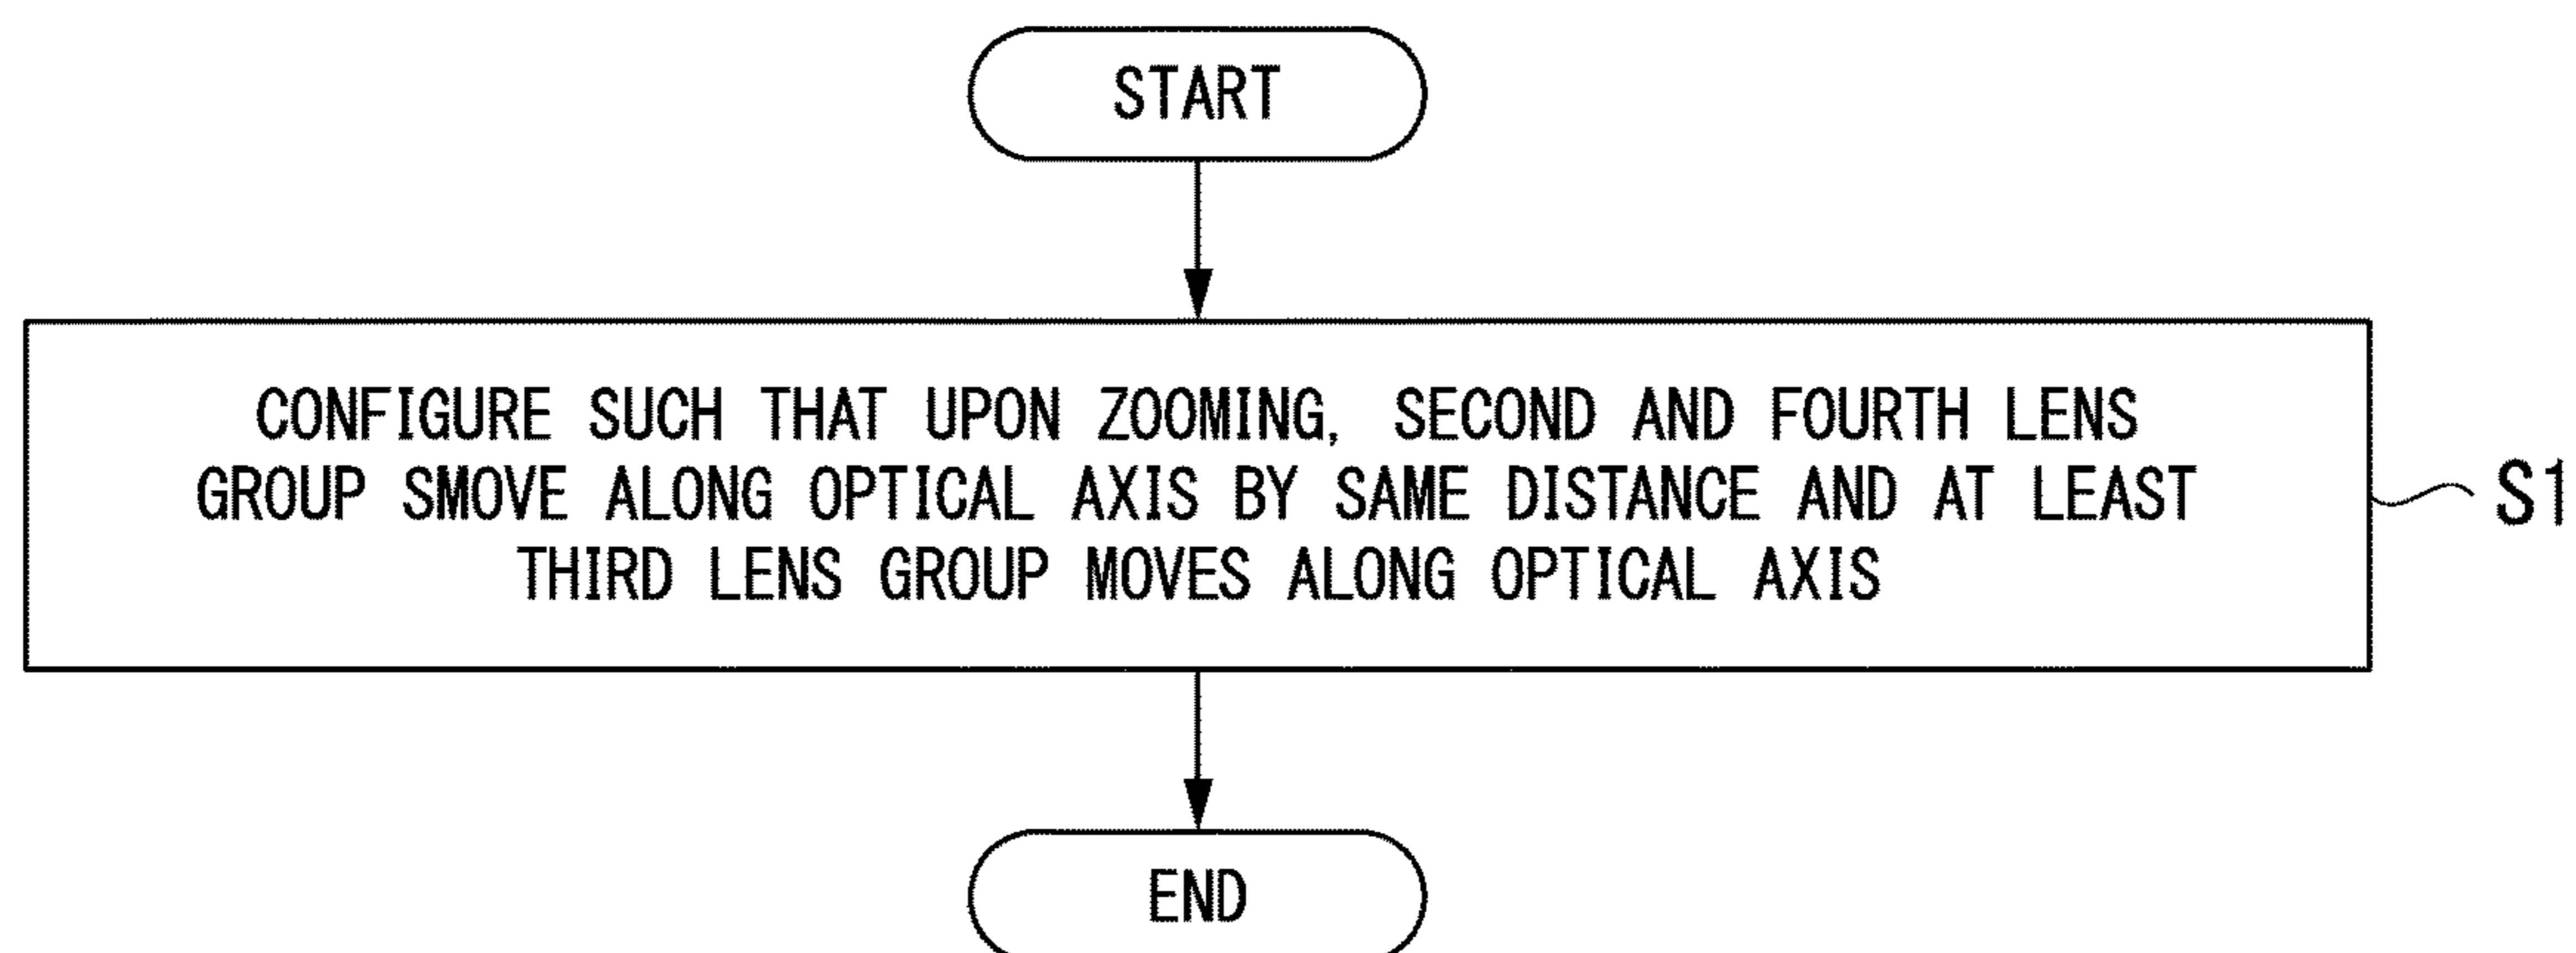 START
CONFIGURE SUCH THAT UPON ZOOMING, SECOND AND FOURTH LENS
GROUP SMOVE ALONG OPTICAL AXIS BY SAME DISTANCE AND AT LEAST
THIRD LENS GROUP MOVES ALONG OPTICAL AXIS
S1
END